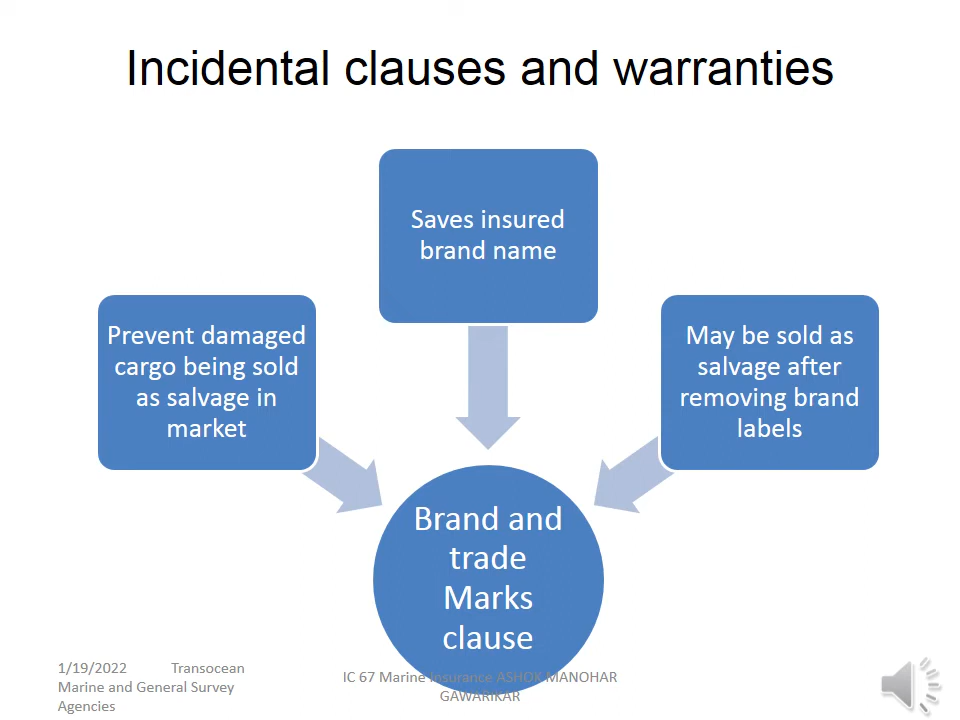 Incidental clauses and warranties
Saves insured
brand name
Prevent damaged
cargo being sold
as salvage in
market
May be sold as
salvage after
removing brand
labels
Brand and
trade
Marks
clause
1/19/2022 Transocean
Marine and General Survey
Agencies
IC 67 Marine Insurance ASHOK MANOHAR
GAWARIKAR